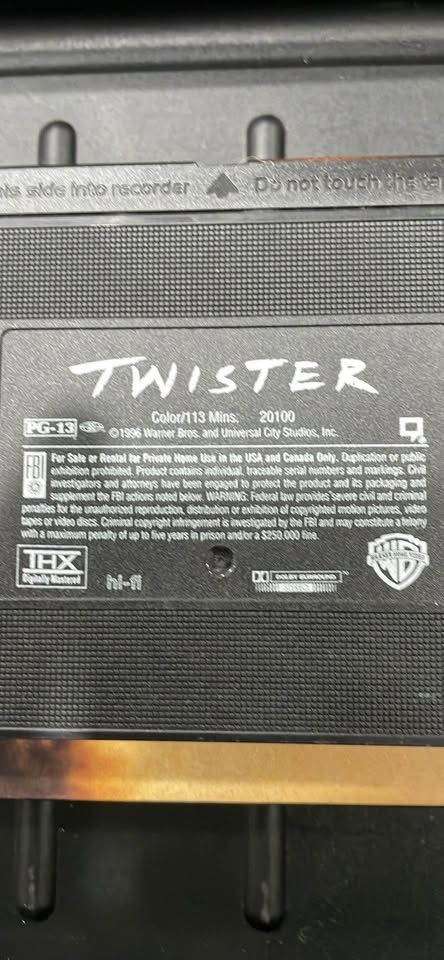 side into recorder Do not touch the
TWISTER
Color/113 Mins. 20100
PG-13 ©1996 Warner Bros. and Universal City Studios, Inc.
FBI For Sale or Rental for Private Home Use in the USA and Canada Only. Duplication or public
exhibition prohibited. Product contains individual, traceable serial numbers and markings. Civil
investigators and attorneys have been engaged to protect the product and its packaging and
supplement the FBI actions noted below. WARNING: Federal law provides severe civil and criminal
penalties for the unauthorized reproduction, distribution or exhibition of copyrighted motion pictures, video
tapes or video discs. Criminal copyright infringement is investigated by the FBI and may constitute a felony
with a maximum penalty of up to five years in prison and/or a $250,000 fine.
THX
Digitally Mastered
hi-fi
DOLBY SURROUND
WARNER HOME VIDEO